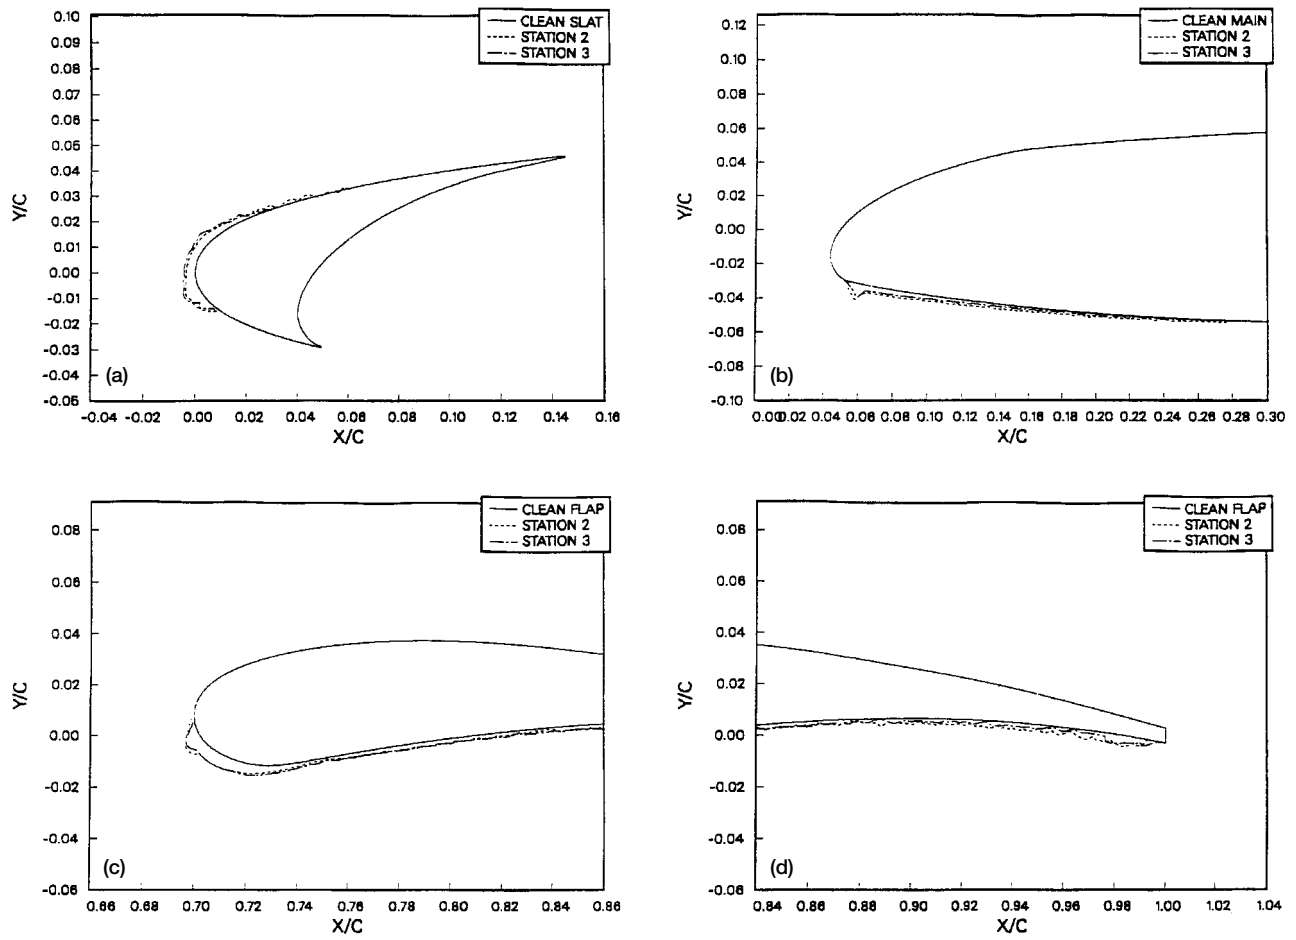 0.10
0.09
0.08
0.07
0.06
0.05
0.04
0.03
0.02
0.01
0.00
-0.01
-0.02
-0.03
-0.04
-0.05
Y/C
CLEAN SLAT
STATION 2
STATION 3
(a)
-0.04 -0.02 0.00 0.02 0.04 0.06 0.08 0.10 0.12 0.14 0.16
X/C
0.12
0.10
0.08
0.06
0.04
0.02
0.00
-0.02
-0.04
-0.06
-0.08
-0.10
Y/C
CLEAN MAIN
STATION 2
STATION 3
(b)
0.00 0.02 0.04 0.06 0.08 0.10 0.12 0.14 0.16 0.18 0.20 0.22 0.24 0.26 0.28 0.30
X/C
0.08
0.06
0.04
0.02
0.00
-0.02
-0.04
-0.06
Y/C
CLEAN FLAP
STATION 2
STATION 3
(c)
0.66 0.68 0.70 0.72 0.74 0.76 0.78 0.80 0.82 0.84 0.86
X/C
0.08
0.06
0.04
0.02
0.00
-0.02
-0.04
-0.06
Y/C
CLEAN FLAP
STATION 2
STATION 3
(d)
0.84 0.86 0.88 0.90 0.92 0.94 0.96 0.98 1.00 1.02 1.04
X/C